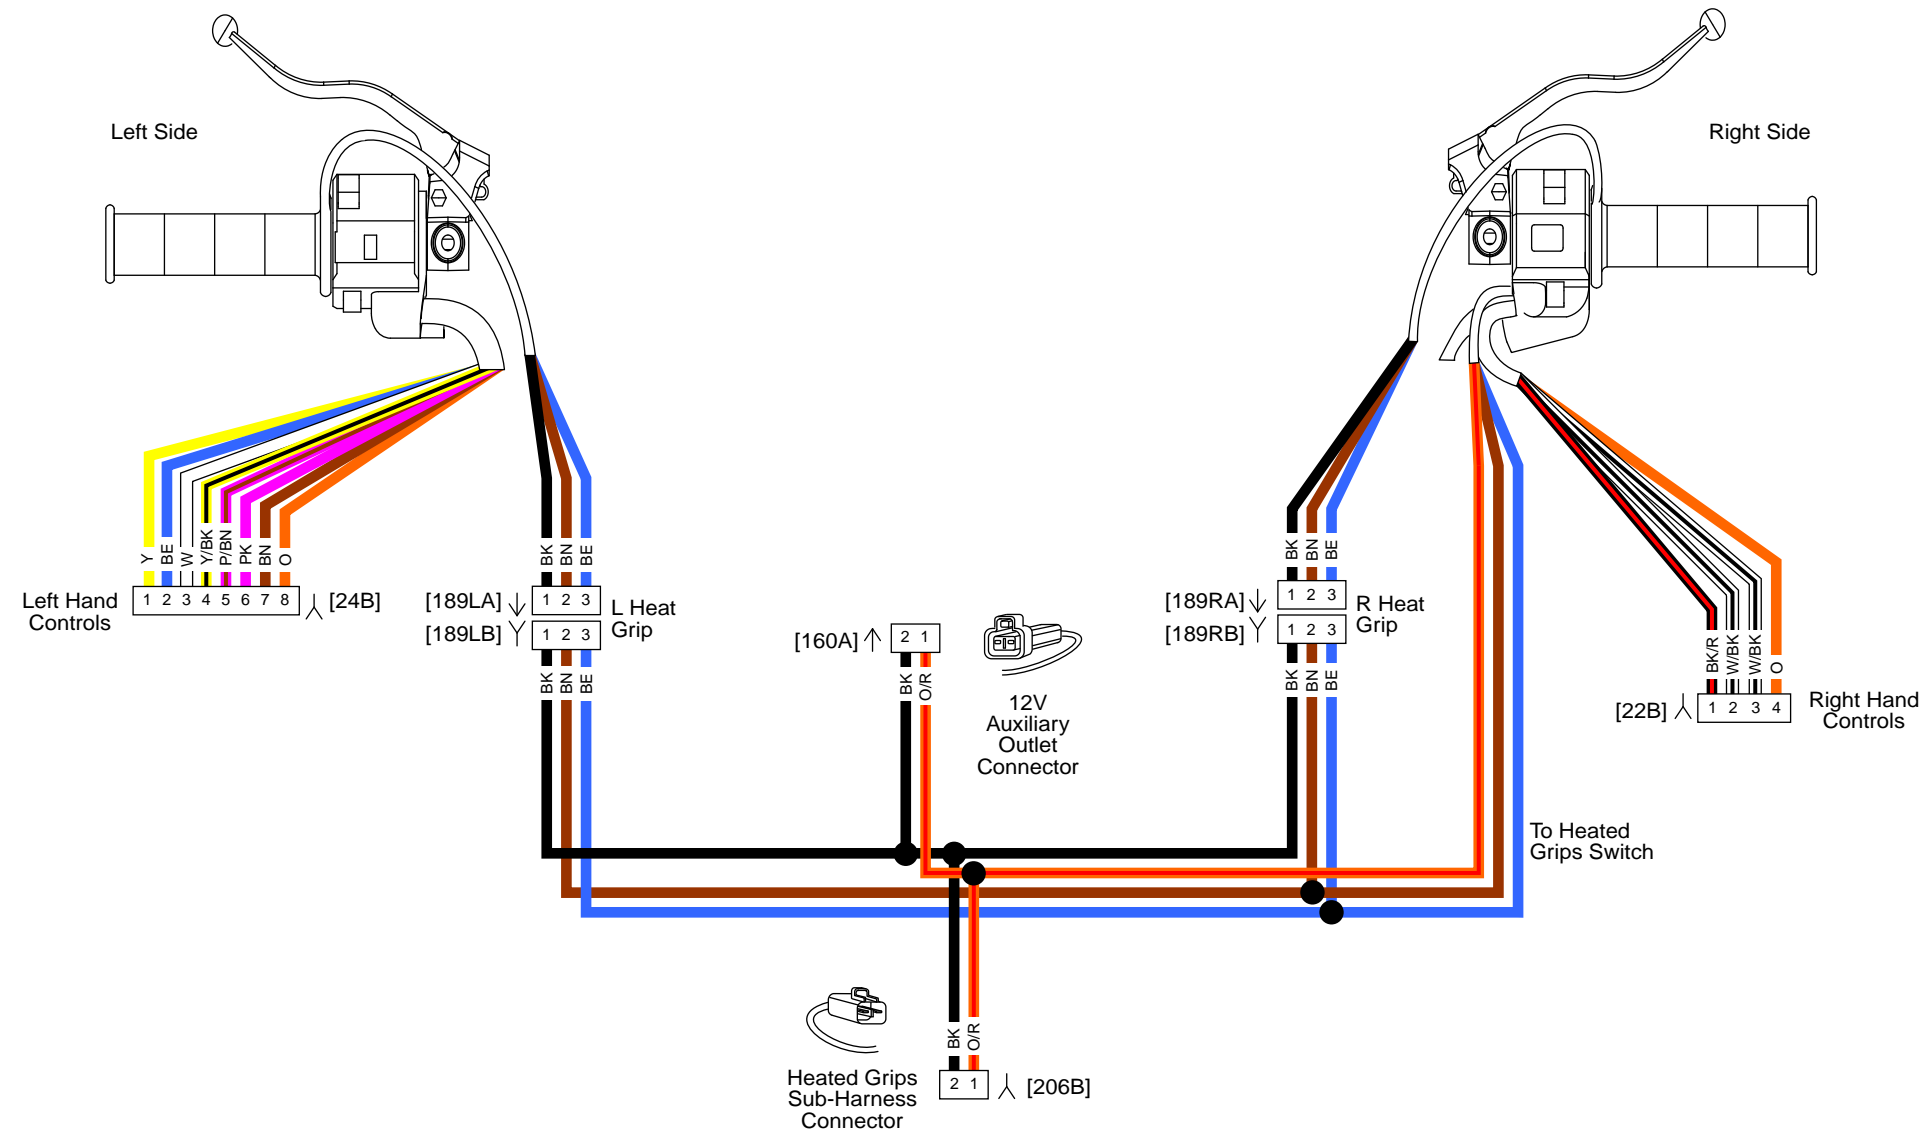 Left Side
Right Side
Y
BE
W
Y/BK
P/BN
PK
BN
O
1 2 3 4 5 6 7 8
[24B]
Left Hand
Controls
BK
BN
BE
[189LA]
1 2 3
L Heat
Grip
[189LB]
1 2 3
BK
BN
BE
[160A]
2 1
BK
O/R
12V
Auxiliary
Outlet
Connector
BK
BN
BE
[189RA]
1 2 3
R Heat
Grip
[189RB]
1 2 3
BK
BN
BE
BK/R
W/BK
W/BK
O
[22B]
1 2 3 4
Right Hand
Controls
To Heated
Grips Switch
BK
O/R
Heated Grips
Sub-Harness
Connector
2 1
[206B]